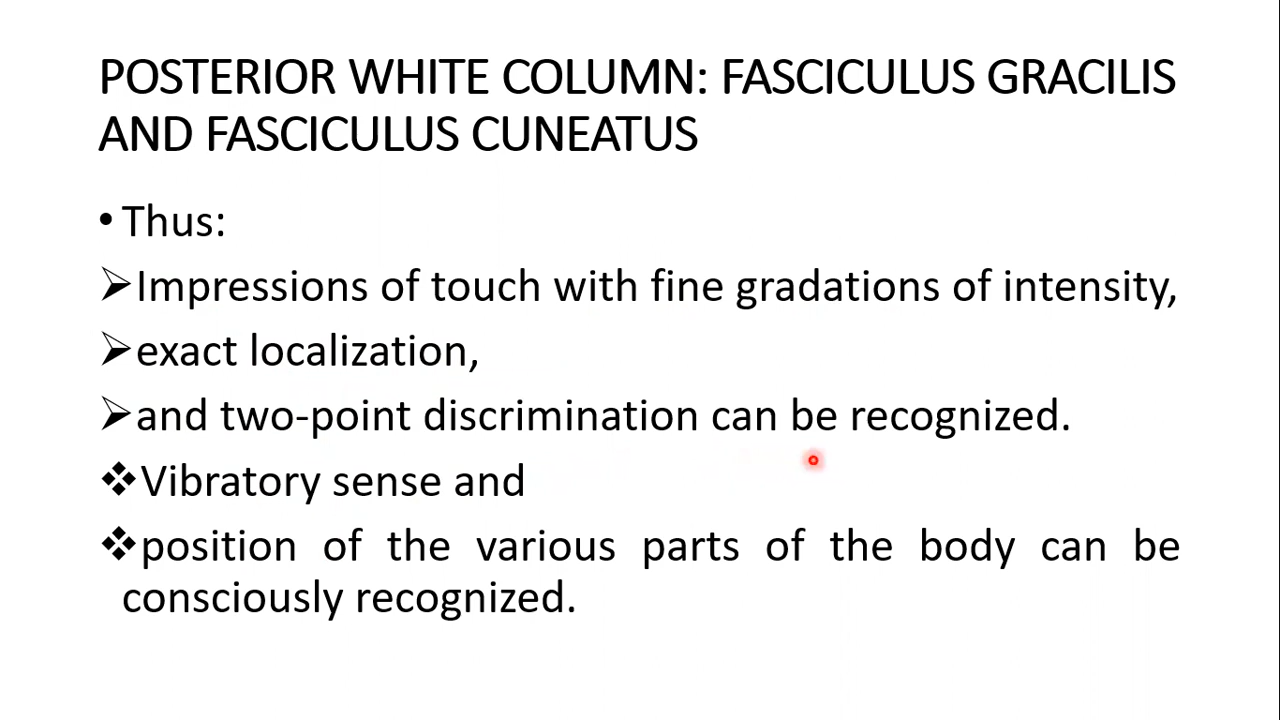 POSTERIOR WHITE COLUMN: FASCICULUS GRACILIS
AND FASCICULUS CUNEATUS
• Thus:
➢Impressions of touch with fine gradations of intensity,
➢exact localization,
➢and two-point discrimination can be recognized.
❖Vibratory sense and
❖position of the various parts of the body can be
consciously recognized.